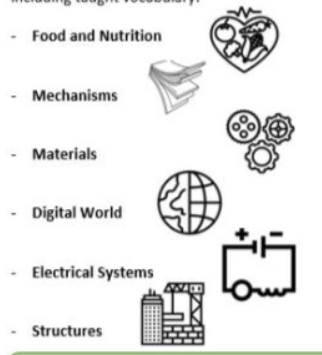 including taught vocabulary:
- Food and Nutrition
- Mechanisms
- Materials
- Digital World
- Electrical Systems
+ -
- Structures